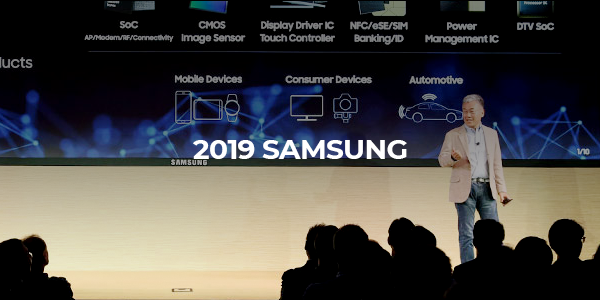 SoC
AP/Modem/RF/Connectivity
CMOS
Image Sensor
Display Driver IC
Touch Controller
NFC/eSE/SIM
Banking/ID
Power
Management IC
DTV SoC
ducts
Mobile Devices
Consumer Devices
Automotive
2019 SAMSUNG
1/10
SAMSUNG